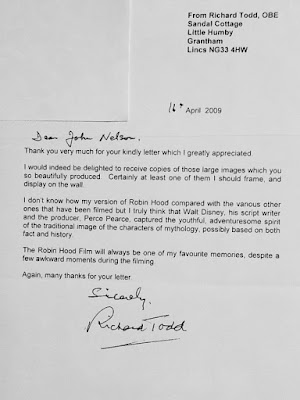 From Richard Todd, OBE
Sandal Cottage
Little Humby
Grantham
Lincs NG33 4HW
16th April 2009
Dear John Nelson.
Thank you very much for your kindly letter which I greatly appreciated.
I would indeed be delighted to receive copies of those large images which you
so beautifully produced. Certainly at least one of them I should frame, and
display on the wall.
I don't know how my version of Robin Hood compared with the various other
ones that have been filmed but I truly think that Walt Disney, his script writer
and the producer, Perce Pearce, captured the youthful, adventuresome spirit
of the traditional image of the characters of mythology, possibly based on both
fact and history.
The Robin Hood Film will always be one of my favourite memories, despite a
few awkward moments during the filming.
Again, many thanks for your letter.
Sicerely,
Richard Todd